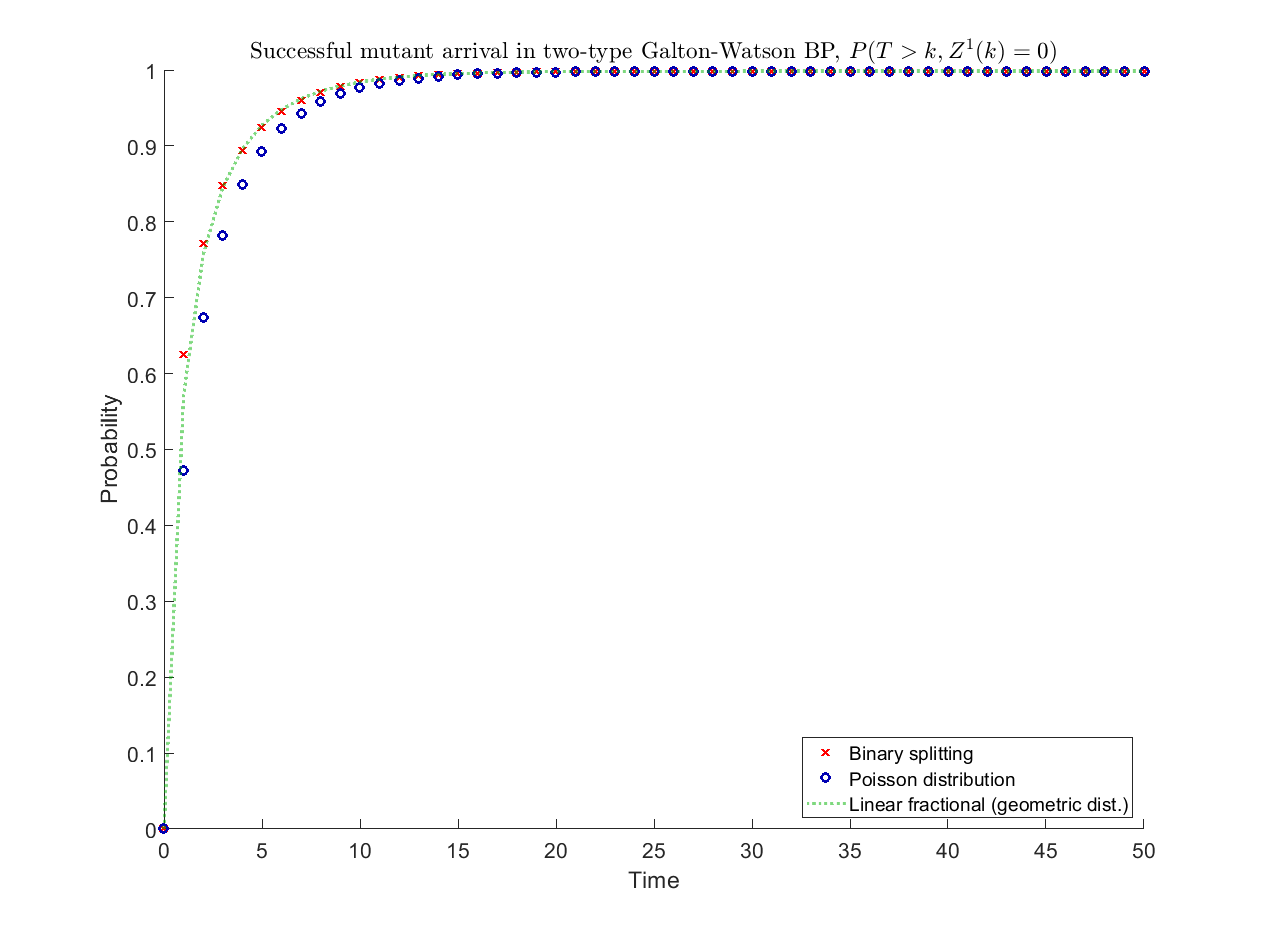 Successful mutant arrival in two-type Galton-Watson BP, $P(T > k, Z^1(k) = 0)$
1
0.9
0.8
0.7
0.6
0.5
0.4
0.3
0.2
0.1
0
Probability
Binary splitting
Poisson distribution
Linear fractional (geometric dist.)
0 5 10 15 20 25 30 35 40 45 50
Time